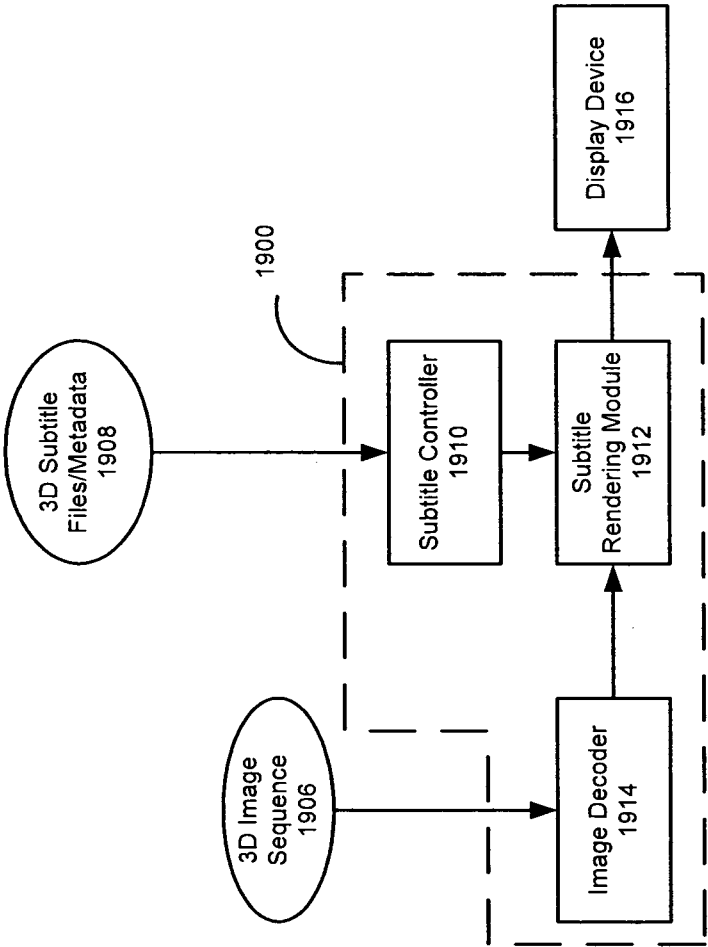 3D Subtitle
Files/Metadata
1908
3D Image
Sequence
1906
1900
Subtitle Controller
1910
Image Decoder
1914
Subtitle
Rendering Module
1912
Display Device
1916